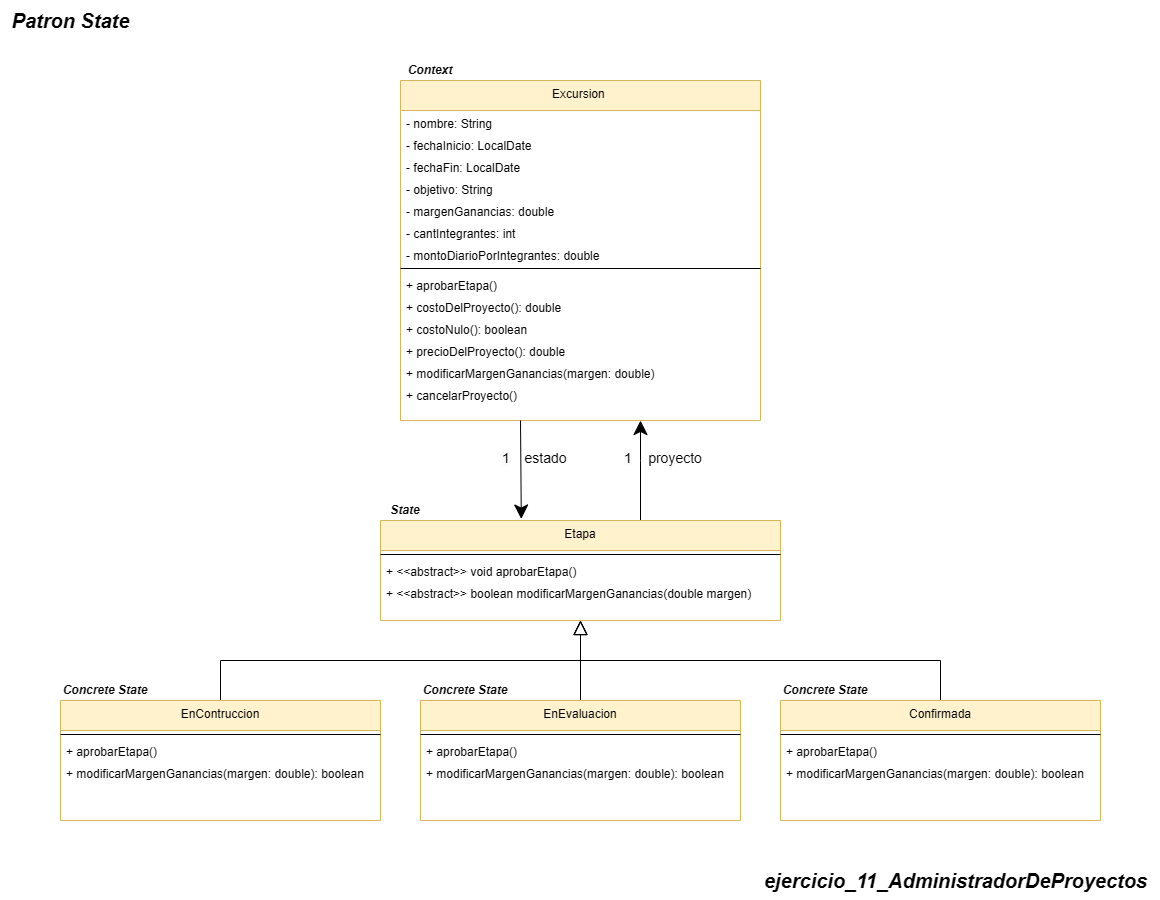 Patron State
Context
Excursion
- nombre: String
- fechaInicio: LocalDate
- fechaFin: LocalDate
- objetivo: String
- margenGanancias: double
- cantIntegrantes: int
- montoDiarioPorIntegrantes: double
+ aprobarEtapa()
+ costoDelProyecto(): double
+ costoNulo(): boolean
+ precioDelProyecto(): double
+ modificarMargenGanancias(margen: double)
+ cancelarProyecto()
1 estado
1 proyecto
State
Etapa
+ <<abstract>> void aprobarEtapa()
+ <<abstract>> boolean modificarMargenGanancias(double margen)
Concrete State
EnContruccion
+ aprobarEtapa()
+ modificarMargenGanancias(margen: double): boolean
Concrete State
EnEvaluacion
+ aprobarEtapa()
+ modificarMargenGanancias(margen: double): boolean
Concrete State
Confirmada
+ aprobarEtapa()
+ modificarMargenGanancias(margen: double): boolean
ejercicio_11_AdministradorDeProyectos